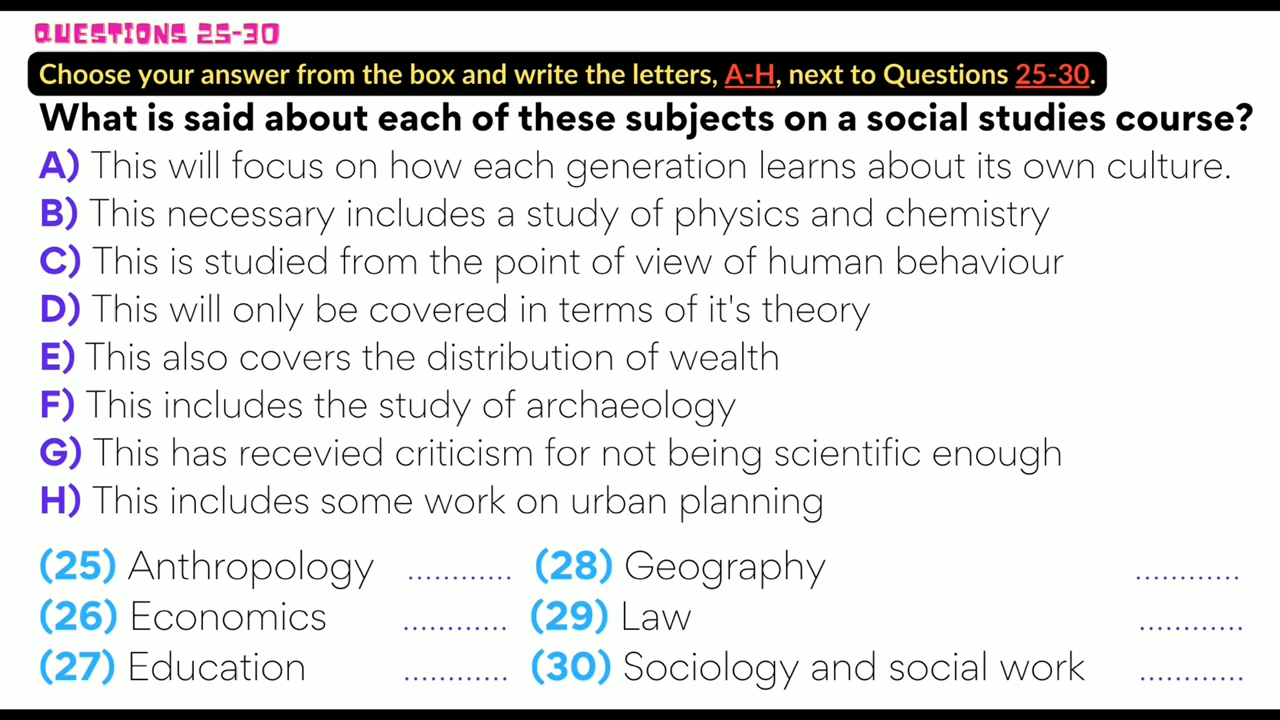 QUESTIONS 25-30
Choose your answer from the box and write the letters, A-H, next to Questions 25-30.
What is said about each of these subjects on a social studies course?
A) This will focus on how each generation learns about its own culture.
B) This necessary includes a study of physics and chemistry
C) This is studied from the point of view of human behaviour
D) This will only be covered in terms of it's theory
E) This also covers the distribution of wealth
F) This includes the study of archaeology
G) This has recevied criticism for not being scientific enough
H) This includes some work on urban planning
(25) Anthropology ............ (28) Geography ............
(26) Economics ............ (29) Law ............
(27) Education ............ (30) Sociology and social work ............